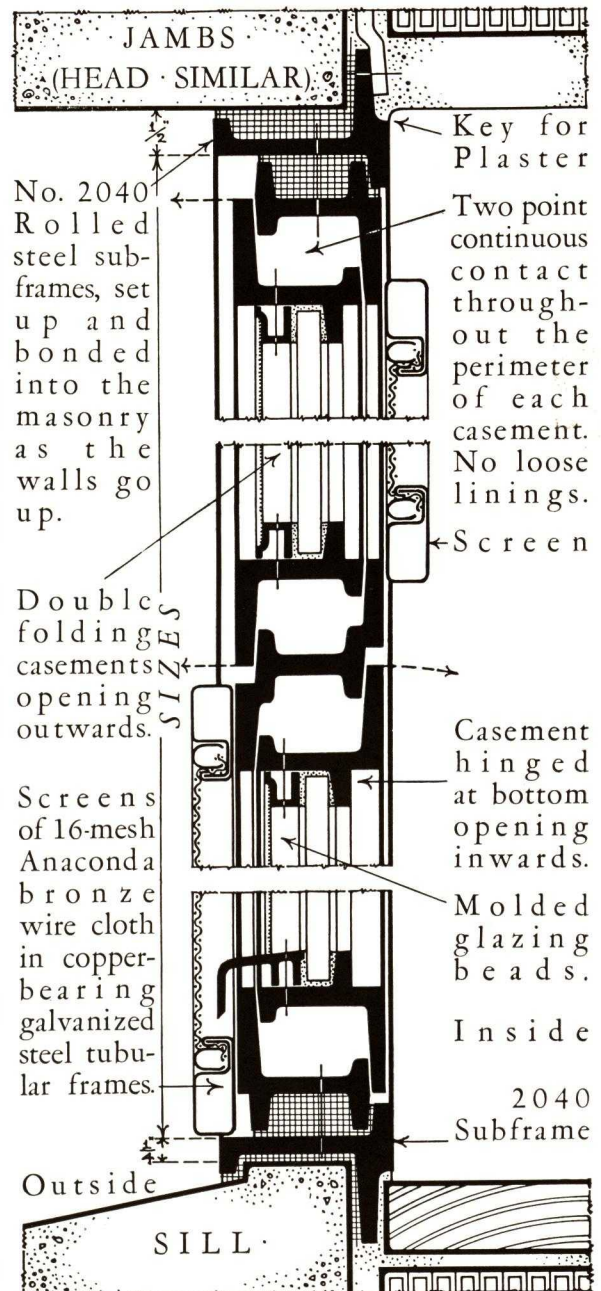 JAMBS ·
(HEAD · SIMILAR)
1/2"
Key for
Plaster
No. 2040
Rolled
steel sub-
frames, set
up and
bonded
into the
masonry
as the
walls go
up.
Two point
continuous
contact
through-
out the
perimeter
of each
casement.
No loose
linings.
Screen
Double
folding
casements
opening
outwards.
SIZES
Casement
hinged
at bottom
opening
inwards.
Screens
of 16-mesh
Anaconda
bronze
wire cloth
in copper-
bearing
galvanized
steel tubu-
lar frames.
Molded
glazing
beads.
Inside
2040
Subframe
Outside
SILL ·